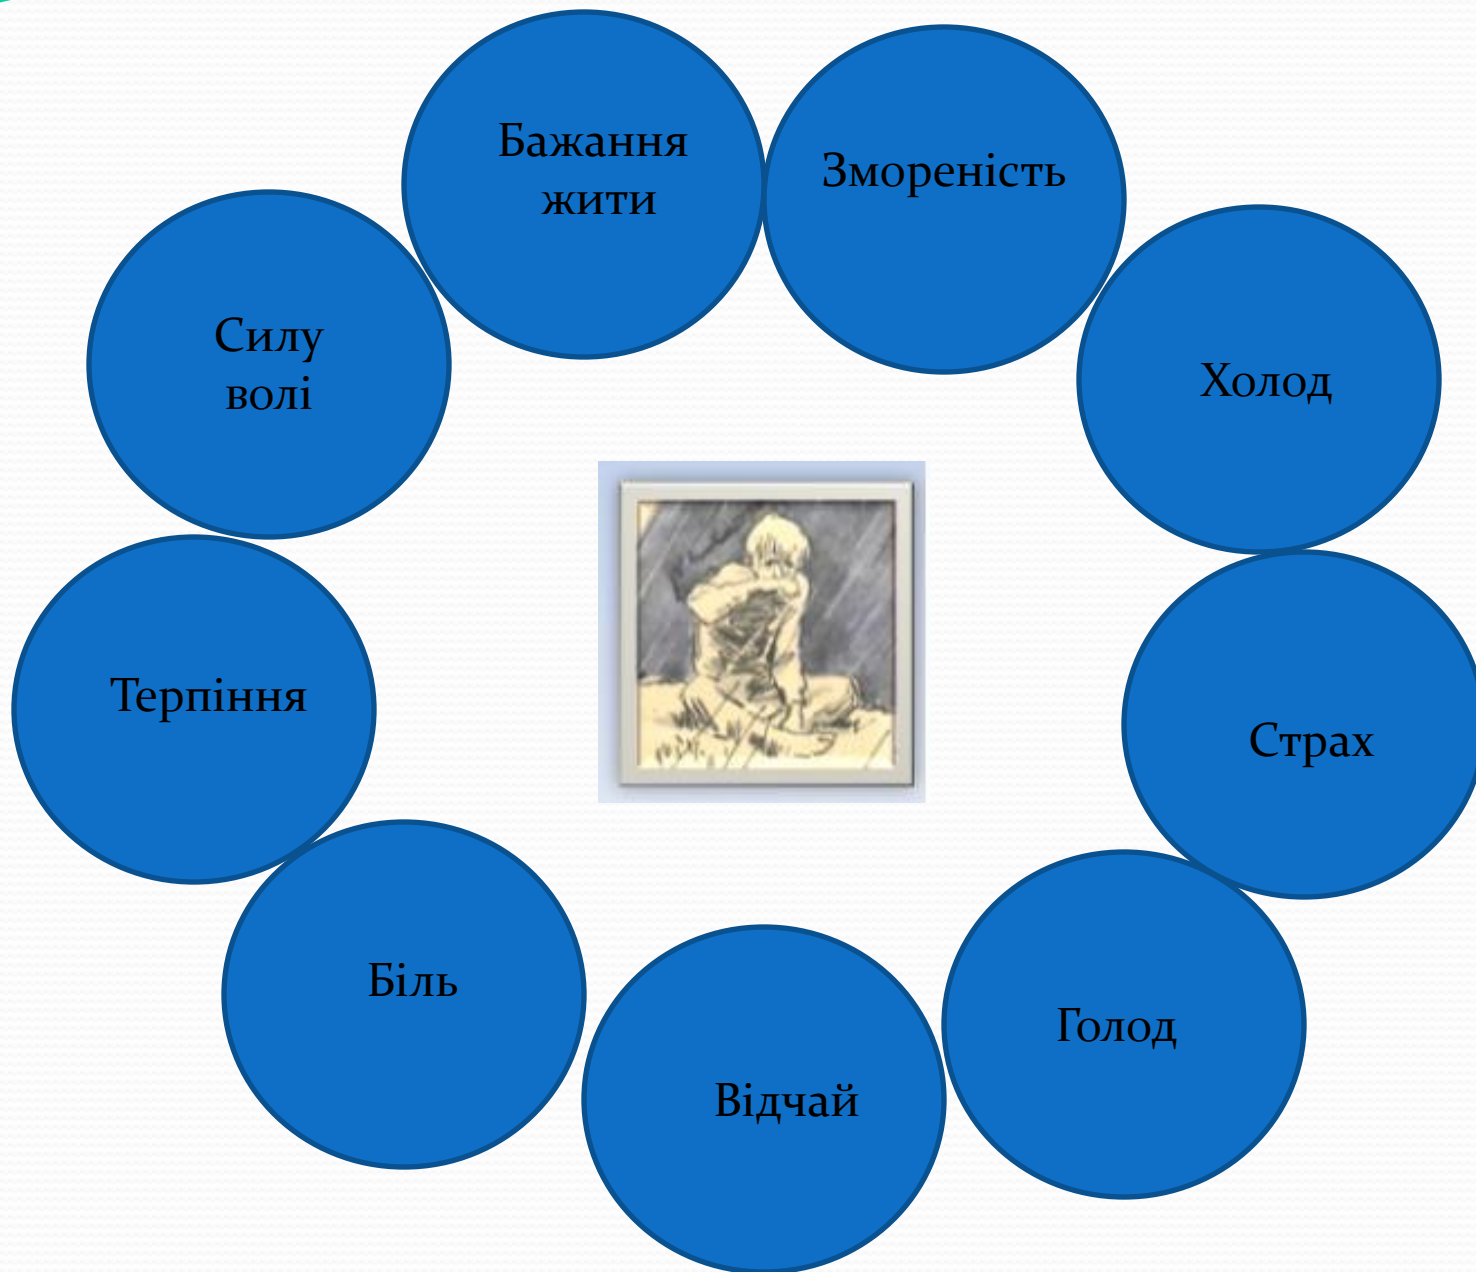 Бажання
жити
Змореність
Холод
Страх
Голод
Відчай
Біль
Терпіння
Силу
волі